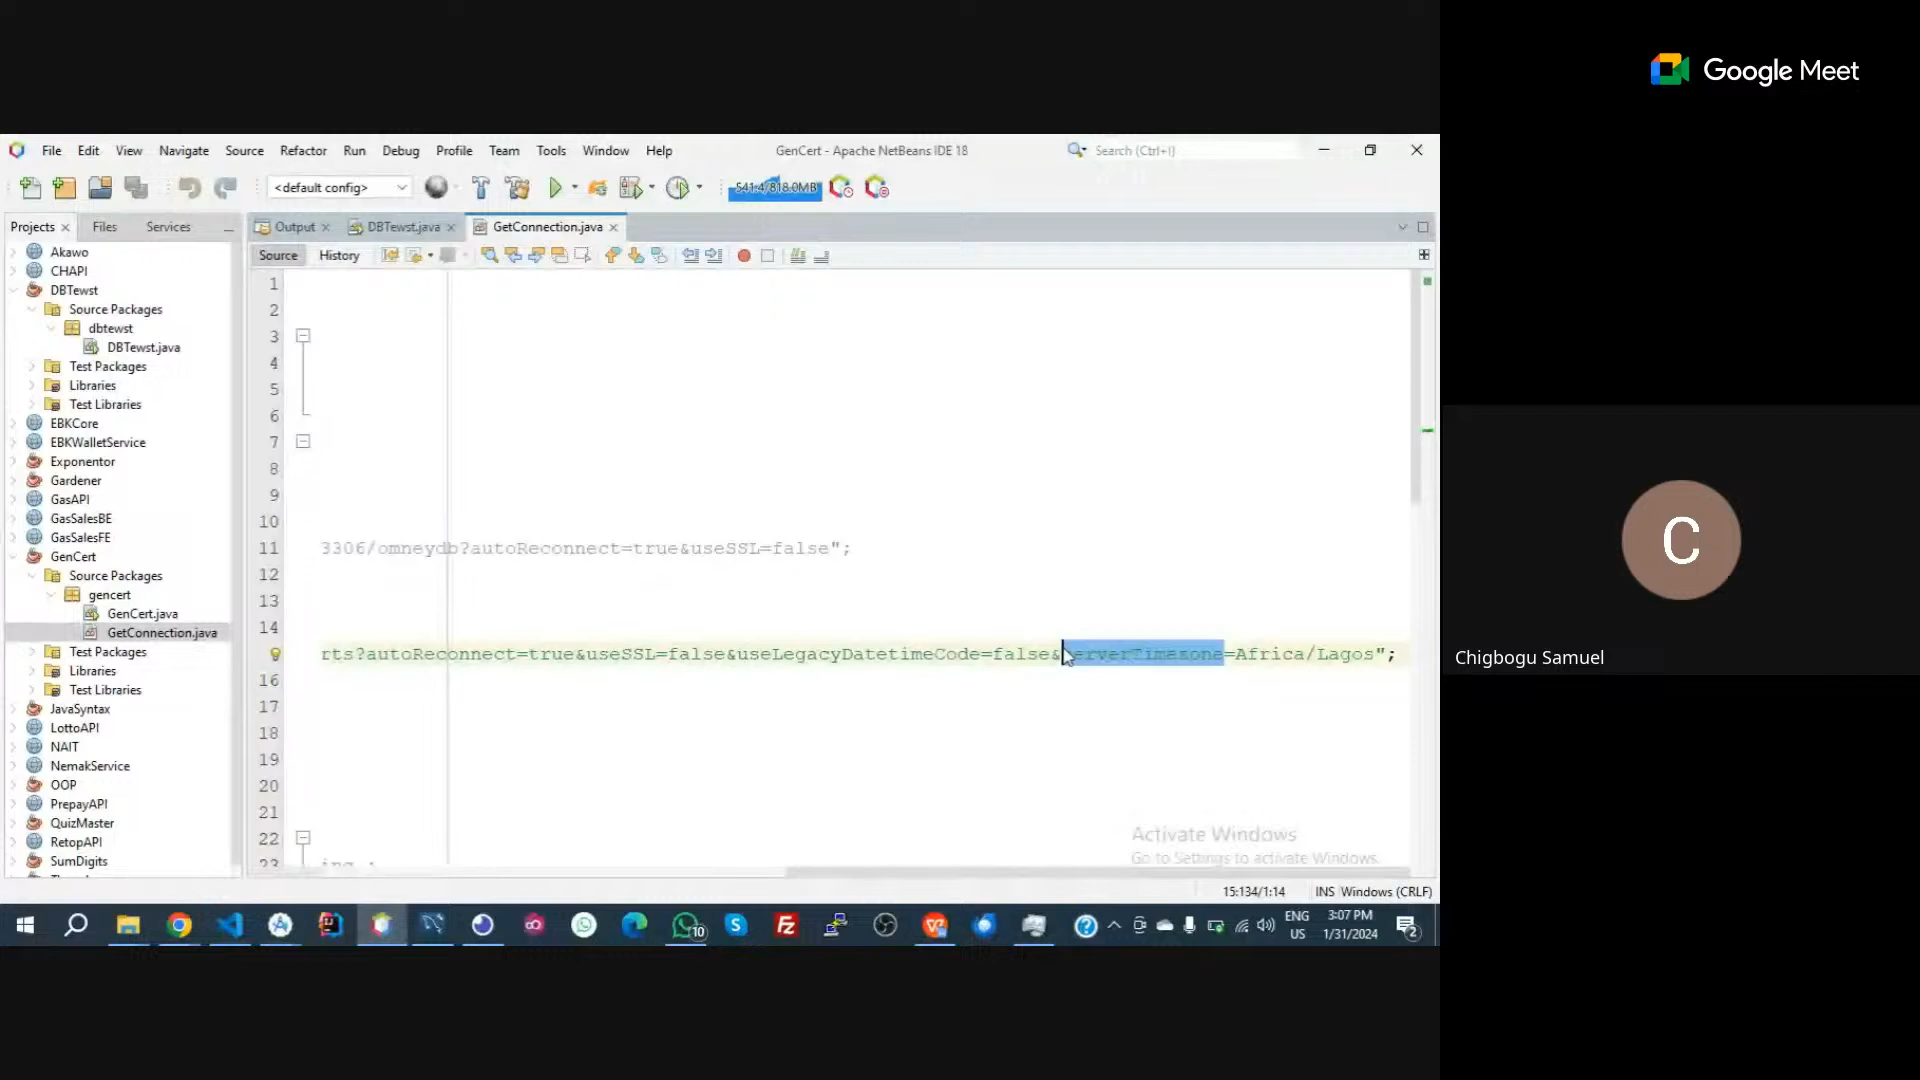 Google Meet
File Edit View Navigate Source Refactor Run Debug Profile Team Tools Window Help
GenCert - Apache NetBeans IDE 18
Search (Ctrl+I)
<default config>
541.4/818.0MB
Projects Files Services
Output DBTewst.java GetConnection.java
Source History
Akawo
CHAPI
DBTewst
Source Packages
dbtewst
DBTewst.java
Test Packages
Libraries
Test Libraries
EBKCore
EBKWalletService
Exponentor
Gardener
GasAPI
GasSalesBE
GasSalesFE
GenCert
Source Packages
gencert
GenCert.java
GetConnection.java
Test Packages
Libraries
Test Libraries
JavaSyntax
LottoAPI
NAIT
NemakService
OOP
PrepayAPI
QuizMaster
RetopAPI
SumDigits
1
2
3
4
5
6
7
8
9
10
11 3306/omneydb?autoReconnect=true&useSSL=false";
12
13
14
rts?autoReconnect=true&useSSL=false&useLegacyDatetimeCode=false&serverTimezone=Africa/Lagos";
16
17
18
19
20
21
22
23
Activate Windows
Go to Settings to activate Windows.
15:134/1:14 INS Windows (CRLF)
10
ENG
US
3:07 PM
1/31/2024
2
C
Chigbogu Samuel